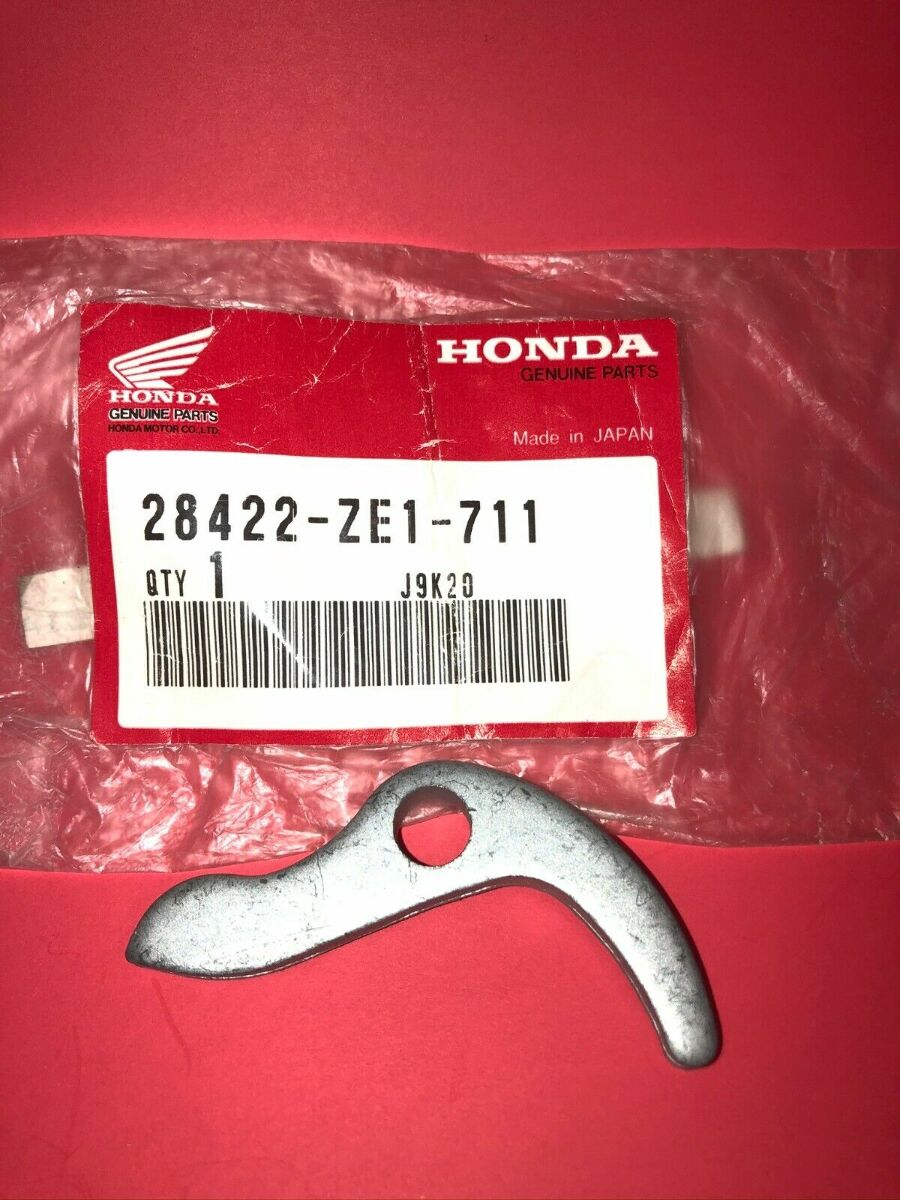 HONDA
GENUINE PARTS
HONDA MOTOR CO.,LTD.
HONDA
GENUINE PARTS
Made in JAPAN
28422-ZE1-711
QTY 1 J9K20